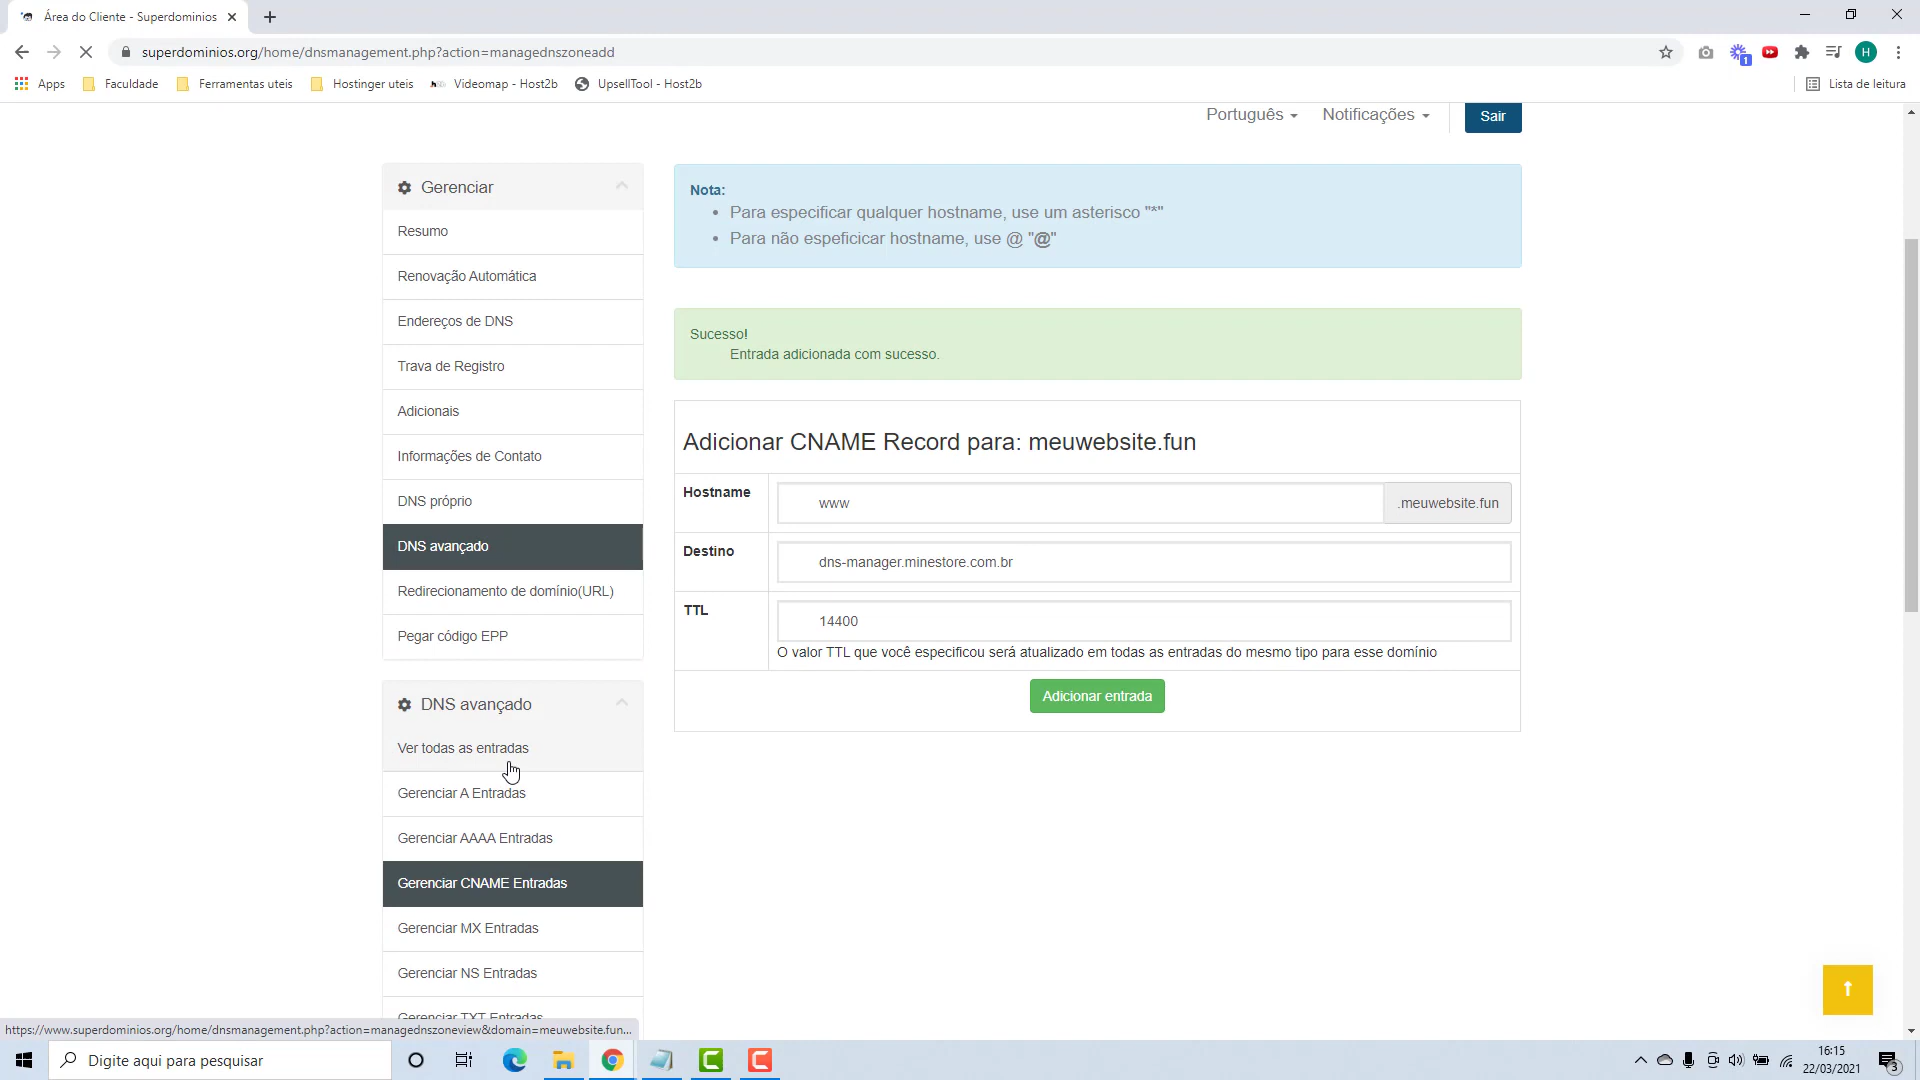 Área do Cliente - Superdominios
superdominios.org/home/dnsmanagement.php?action=managednszoneadd
1
H
Apps
Faculdade
Ferramentas uteis
Hostinger uteis
Videomap - Host2b
UpsellTool - Host2b
Lista de leitura
Português
Notificações
Sair
Gerenciar
Resumo
Renovação Automática
Endereços de DNS
Trava de Registro
Adicionais
Informações de Contato
DNS próprio
DNS avançado
Redirecionamento de domínio(URL)
Pegar código EPP
DNS avançado
Ver todas as entradas
Gerenciar A Entradas
Gerenciar AAAA Entradas
Gerenciar CNAME Entradas
Gerenciar MX Entradas
Gerenciar NS Entradas
Gerenciar TXT Entradas
Nota:
• Para especificar qualquer hostname, use um asterisco "*"
• Para não espeficicar hostname, use @ "@"
Sucesso!
Entrada adicionada com sucesso.
Adicionar CNAME Record para: meuwebsite.fun
Hostname
www
.meuwebsite.fun
Destino
dns-manager.minestore.com.br
TTL
14400
O valor TTL que você especificou será atualizado em todas as entradas do mesmo tipo para esse domínio
Adicionar entrada
https://www.superdominios.org/home/dnsmanagement.php?action=managednszoneview&domain=meuwebsite.fun...
Digite aqui para pesquisar
16:15
22/03/2021
3